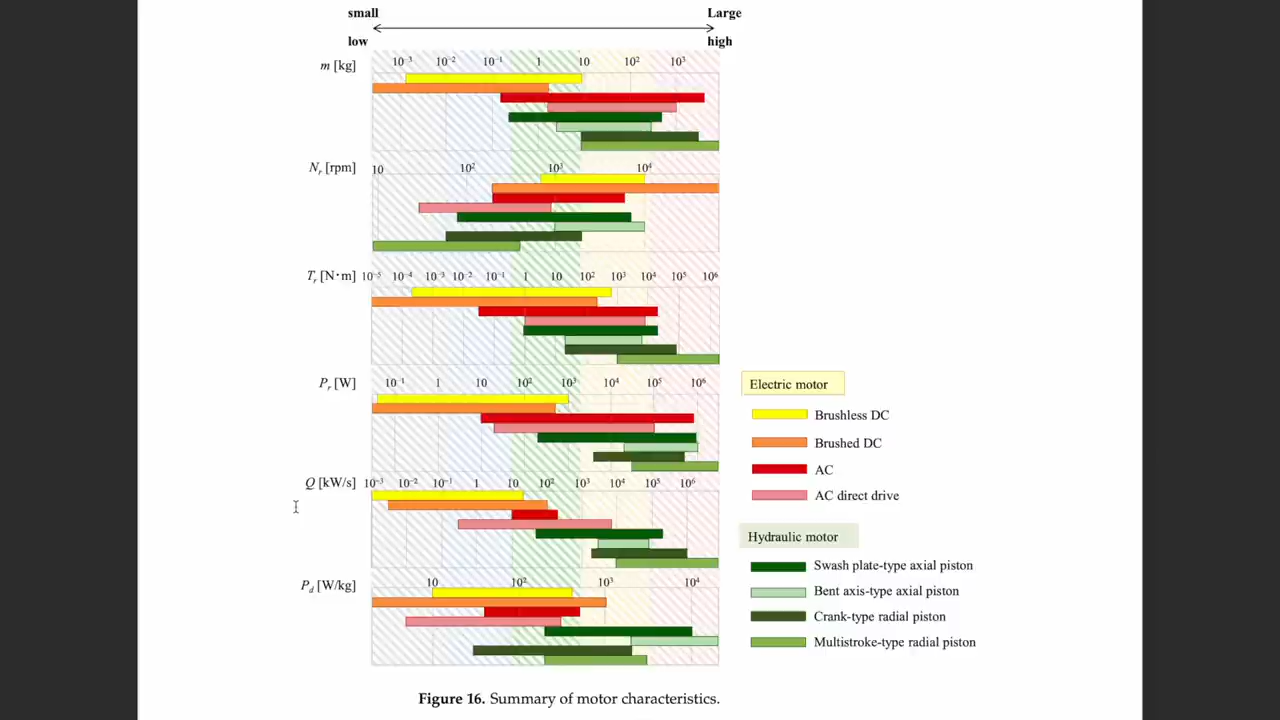 small Large
low high
m [kg] 10⁻³ 10⁻² 10⁻¹ 1 10 10² 10³
Nᵣ [rpm] 10 10² 10³ 10⁴
Tᵣ [N·m] 10⁻⁵ 10⁻⁴ 10⁻³ 10⁻² 10⁻¹ 1 10 10² 10³ 10⁴ 10⁵ 10⁶
Pᵣ [W] 10⁻¹ 1 10 10² 10³ 10⁴ 10⁵ 10⁶
Electric motor
Brushless DC
Brushed DC
AC
Q [kW/s] 10⁻³ 10⁻² 10⁻¹ 1 10 10² 10³ 10⁴ 10⁵ 10⁶
AC direct drive
Hydraulic motor
Swash plate-type axial piston
P_d [W/kg] 10 10² 10³ 10⁴
Bent axis-type axial piston
Crank-type radial piston
Multistroke-type radial piston
Figure 16. Summary of motor characteristics.